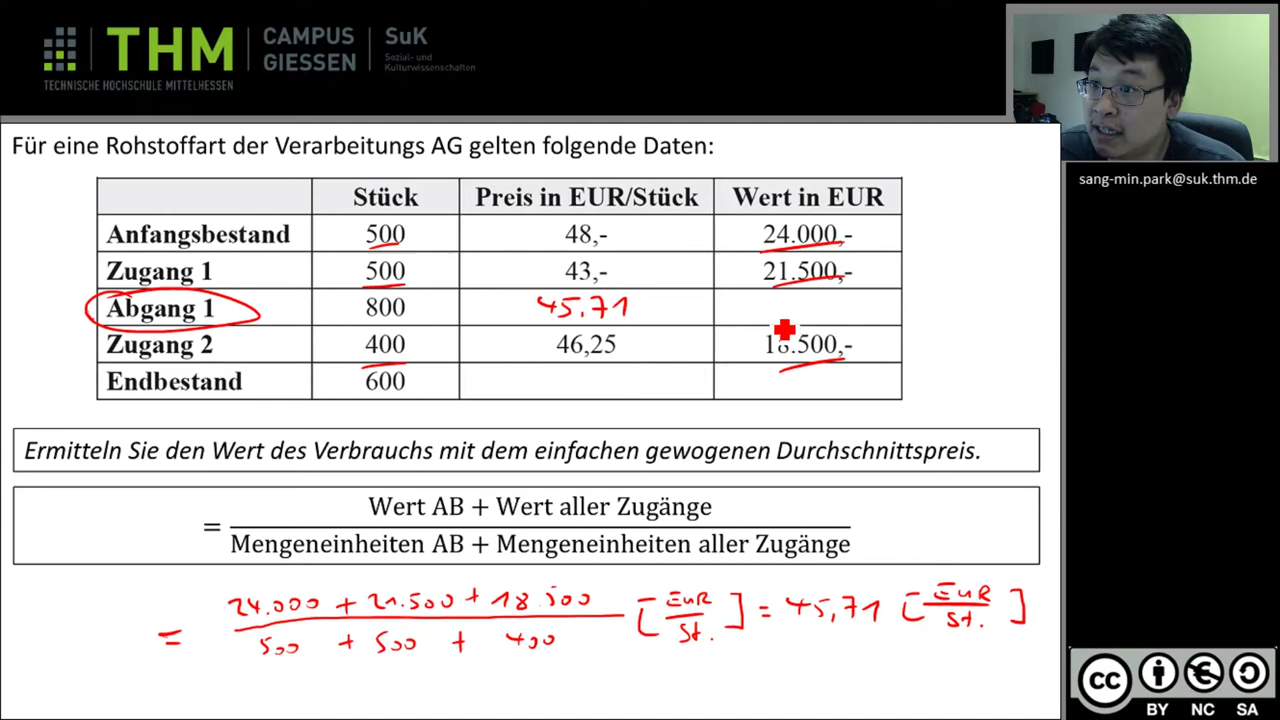 THM
CAMPUS
GIESSEN
SuK
Sozial- und
Kulturwissenschaften
TECHNISCHE HOCHSCHULE MITTELHESSEN
sang-min.park@suk.thm.de
Für eine Rohstoffart der Verarbeitungs AG gelten folgende Daten:
Stück Preis in EUR/Stück Wert in EUR
Anfangsbestand 500 48,- 24.000,-
Zugang 1 500 43,- 21.500,-
Abgang 1 800 45,71
Zugang 2 400 46,25 18.500,-
Endbestand 600
Ermitteln Sie den Wert des Verbrauchs mit dem einfachen gewogenen Durchschnittspreis.
Wert AB + Wert aller Zugänge
=
Mengeneinheiten AB + Mengeneinheiten aller Zugänge
24.000 + 21.500 + 18.500 [EUR/St.] = 45,71 [EUR/St.]
=
500 + 500 + 400
cc
BY NC SA